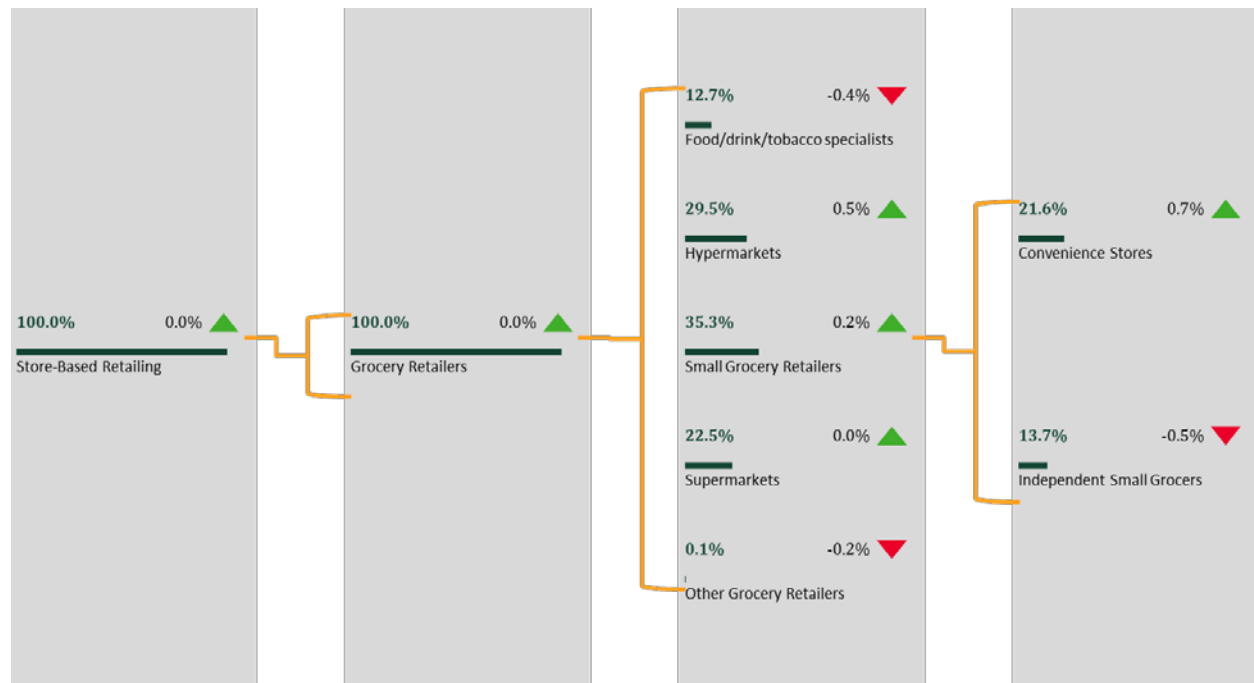 100.0% 0.0%
Store-Based Retailing
100.0% 0.0%
Grocery Retailers
12.7% -0.4%
Food/drink/tobacco specialists
29.5% 0.5%
Hypermarkets
35.3% 0.2%
Small Grocery Retailers
22.5% 0.0%
Supermarkets
0.1% -0.2%
Other Grocery Retailers
21.6% 0.7%
Convenience Stores
13.7% -0.5%
Independent Small Grocers